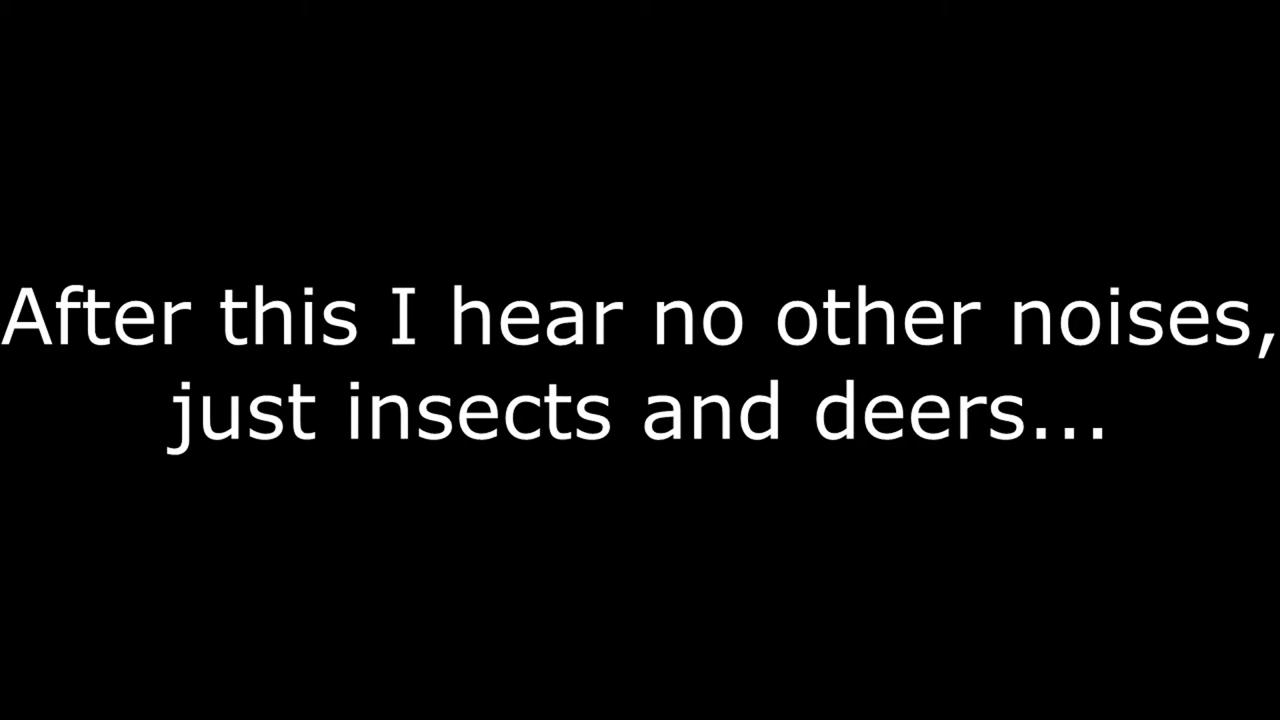 After this I hear no other noises,
just insects and deers...